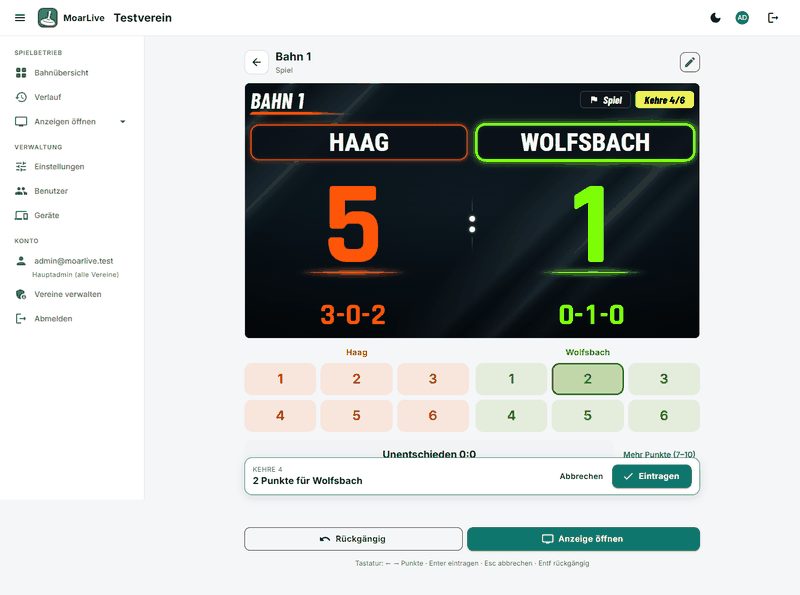 MoarLive Testverein
AD
SPIELBETRIEB
Bahnübersicht
Verlauf
Anzeigen öffnen
VERWALTUNG
Einstellungen
Benutzer
Geräte
KONTO
admin@moarlive.test
Hauptadmin (alle Vereine)
Vereine verwalten
Abmelden
Bahn 1
Spiel
BAHN 1
Spiel
Kehre 4/6
HAAG
WOLFSBACH
5 : 1
3-0-2
0-1-0
Haag
Wolfsbach
1 2 3 1 2 3
4 5 6 4 5 6
Unentschieden 0:0
Mehr Punkte (7–10)
KEHRE 4
2 Punkte für Wolfsbach
Abbrechen
Eintragen
Rückgängig
Anzeige öffnen
Tastatur: ← → Punkte · Enter eintragen · Esc abbrechen · Entf rückgängig